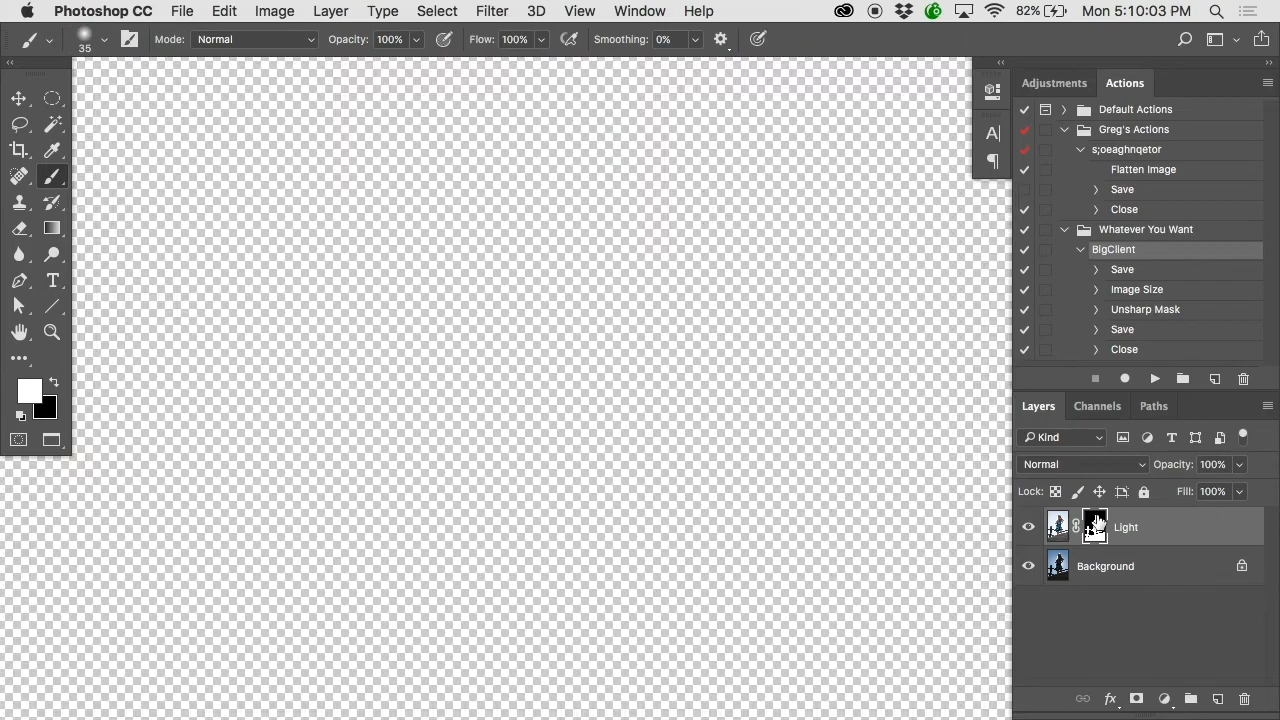 Photoshop CC File Edit Image Layer Type Select Filter 3D View Window Help 82% Mon 5:10:03 PM
35 Mode: Normal Opacity: 100% Flow: 100% Smoothing: 0%
Adjustments Actions
Default Actions
Greg's Actions
s;oeaghnqetor
Flatten Image
Save
Close
Whatever You Want
BigClient
Save
Image Size
Unsharp Mask
Save
Close
Layers Channels Paths
Kind
Normal Opacity: 100%
Lock: Fill: 100%
Light
Background